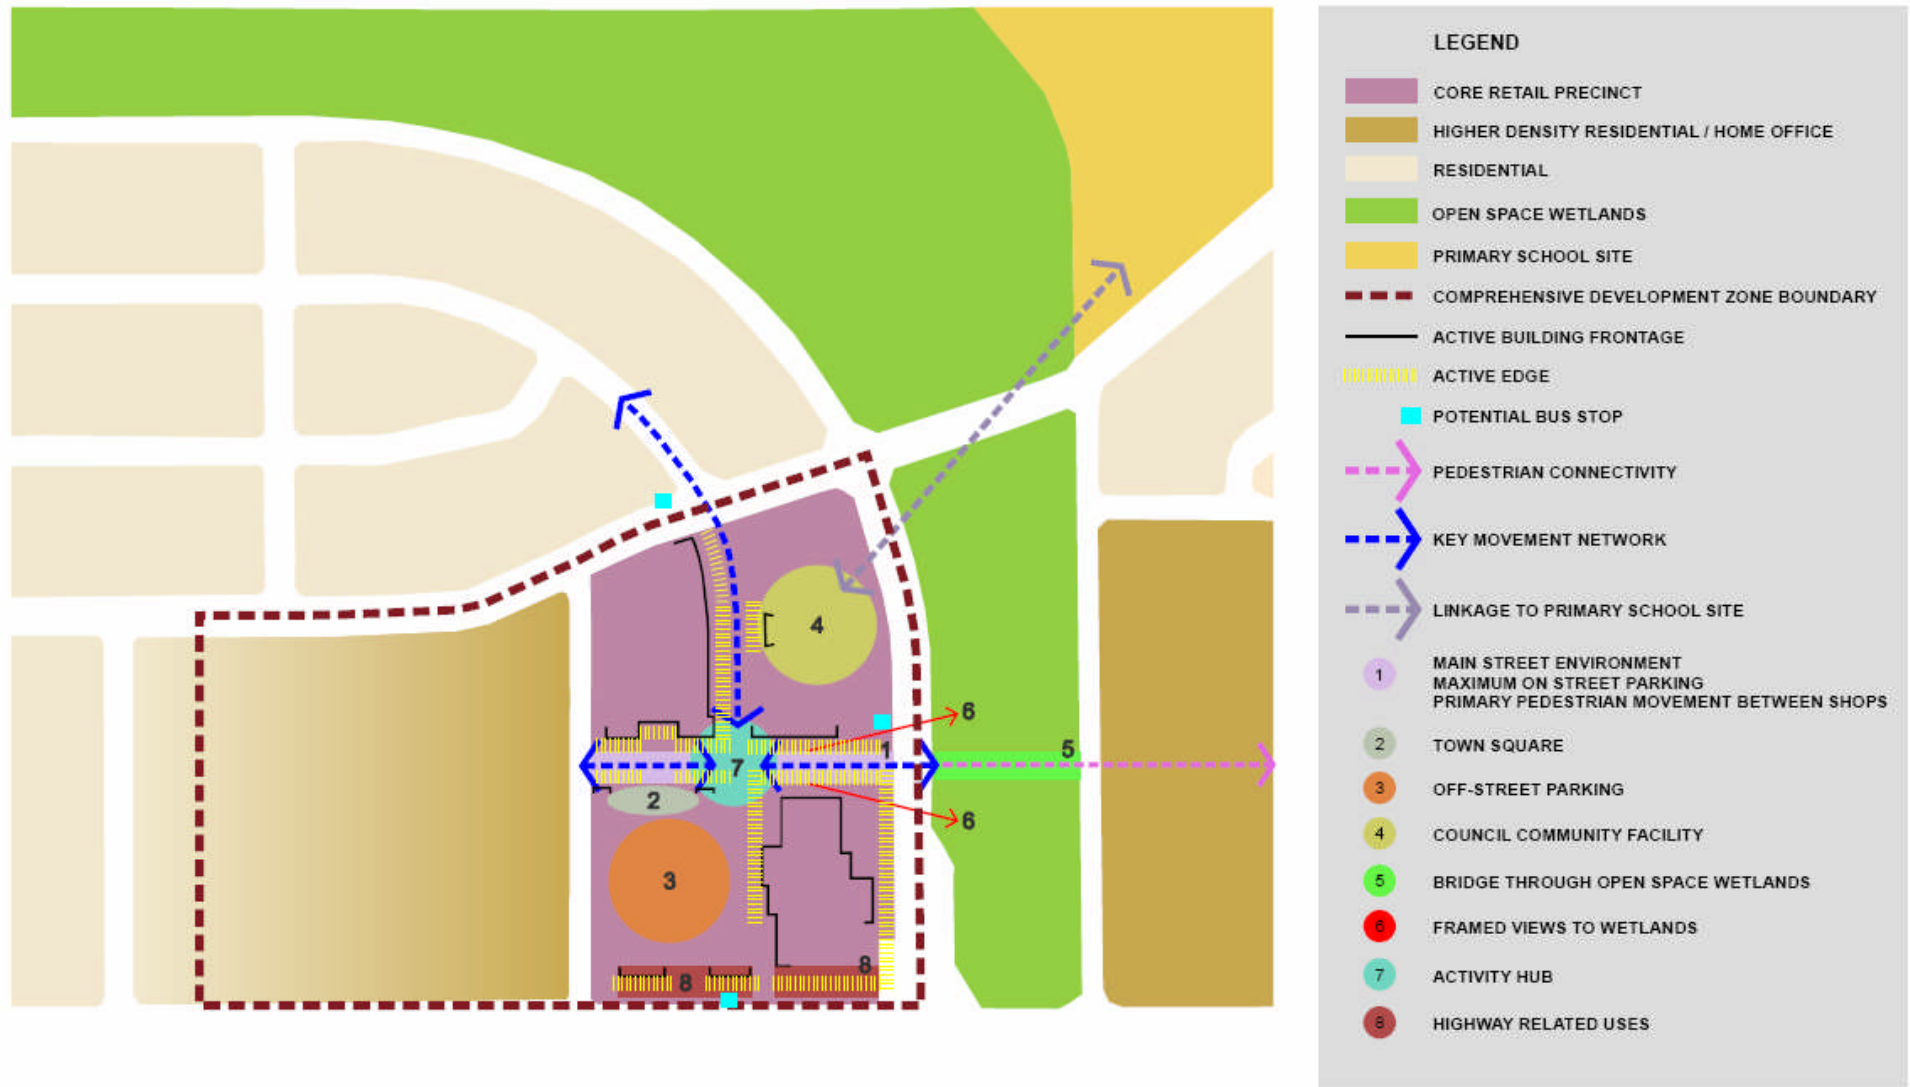 LEGEND
CORE RETAIL PRECINCT
HIGHER DENSITY RESIDENTIAL / HOME OFFICE
RESIDENTIAL
OPEN SPACE WETLANDS
PRIMARY SCHOOL SITE
COMPREHENSIVE DEVELOPMENT ZONE BOUNDARY
ACTIVE BUILDING FRONTAGE
ACTIVE EDGE
POTENTIAL BUS STOP
PEDESTRIAN CONNECTIVITY
KEY MOVEMENT NETWORK
LINKAGE TO PRIMARY SCHOOL SITE
1 MAIN STREET ENVIRONMENT
MAXIMUM ON STREET PARKING
PRIMARY PEDESTRIAN MOVEMENT BETWEEN SHOPS
2 TOWN SQUARE
3 OFF-STREET PARKING
4 COUNCIL COMMUNITY FACILITY
5 BRIDGE THROUGH OPEN SPACE WETLANDS
6 FRAMED VIEWS TO WETLANDS
7 ACTIVITY HUB
8 HIGHWAY RELATED USES
4
6
1
5
7
2
6
3
8
8